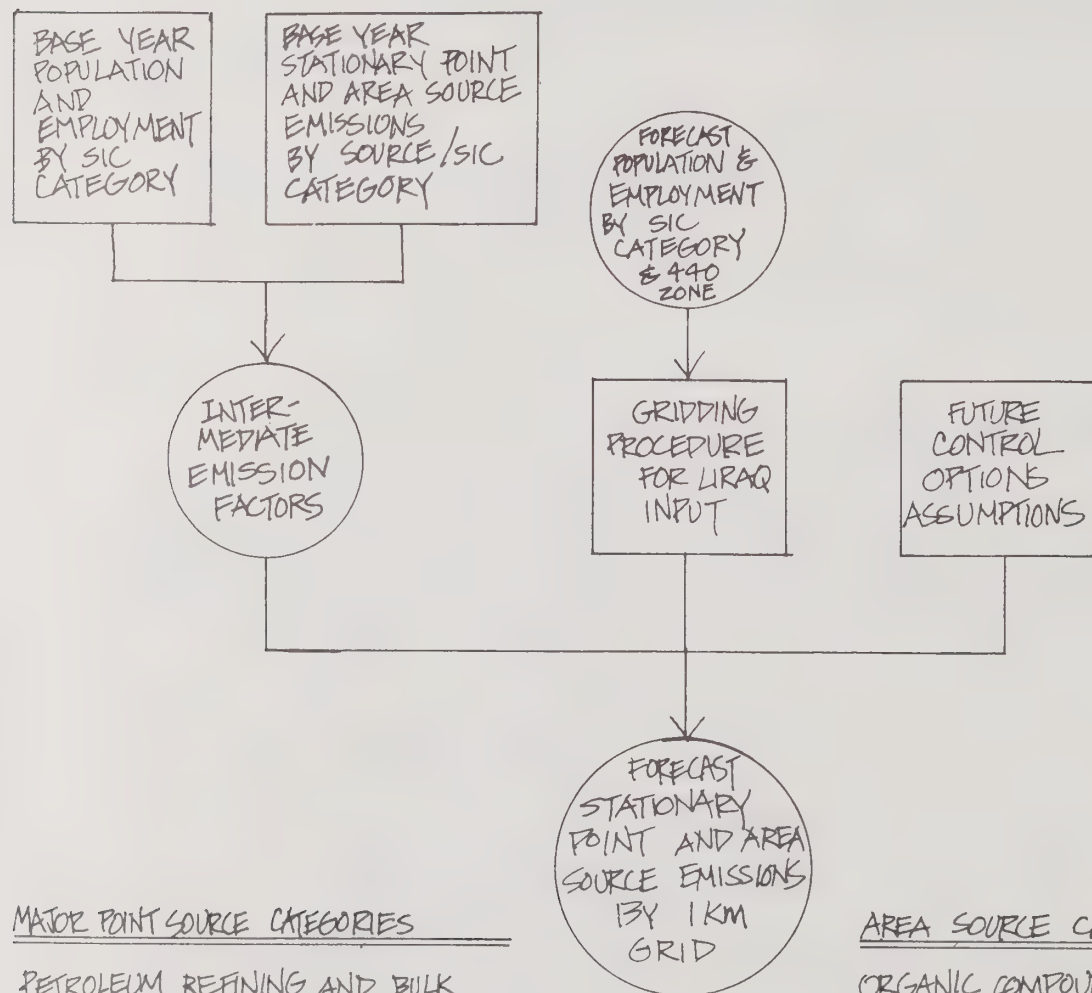 BASE YEAR
POPULATION
AND
EMPLOYMENT
BY SIC
CATEGORY
BASE YEAR
STATIONARY POINT
AND AREA SOURCE
EMISSIONS
BY SOURCE/SIC
CATEGORY
FORECAST
POPULATION &
EMPLOYMENT
BY SIC
CATEGORY
& 440
ZONE
INTER-
MEDIATE
EMISSION
FACTORS
GRIDDING
PROCEDURE
FOR LIRAQ
INPUT
FUTURE
CONTROL
OPTIONS
ASSUMPTIONS
FORECAST
STATIONARY
POINT AND AREA
SOURCE EMISSIONS
BY 1 KM
GRID
MAJOR POINT SOURCE CATEGORIES
PETROLEUM REFINING AND BULK
AREA SOURCE
ORGANIC